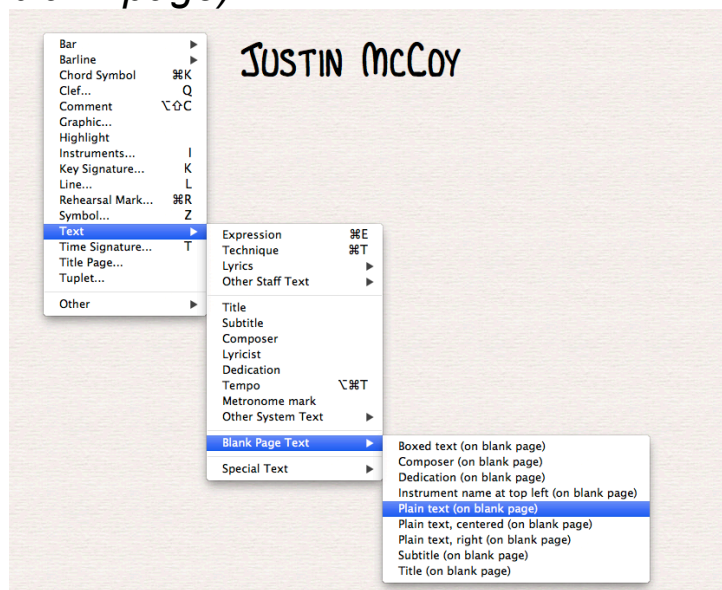 blank page)
JUSTIN MCCOY
Bar
Barline
Chord Symbol ⌘K
Clef... Q
Comment ⌥⇧C
Graphic...
Highlight
Instruments... I
Key Signature... K
Line... L
Rehearsal Mark... ⌘R
Symbol... Z
Text
Time Signature... T
Title Page...
Tuplet...
Other
Expression ⌘E
Technique ⌘T
Lyrics
Other Staff Text
Title
Subtitle
Composer
Lyricist
Dedication
Tempo ⌥⌘T
Metronome mark
Other System Text
Blank Page Text
Special Text
Boxed text (on blank page)
Composer (on blank page)
Dedication (on blank page)
Instrument name at top left (on blank page)
Plain text (on blank page)
Plain text, centered (on blank page)
Plain text, right (on blank page)
Subtitle (on blank page)
Title (on blank page)